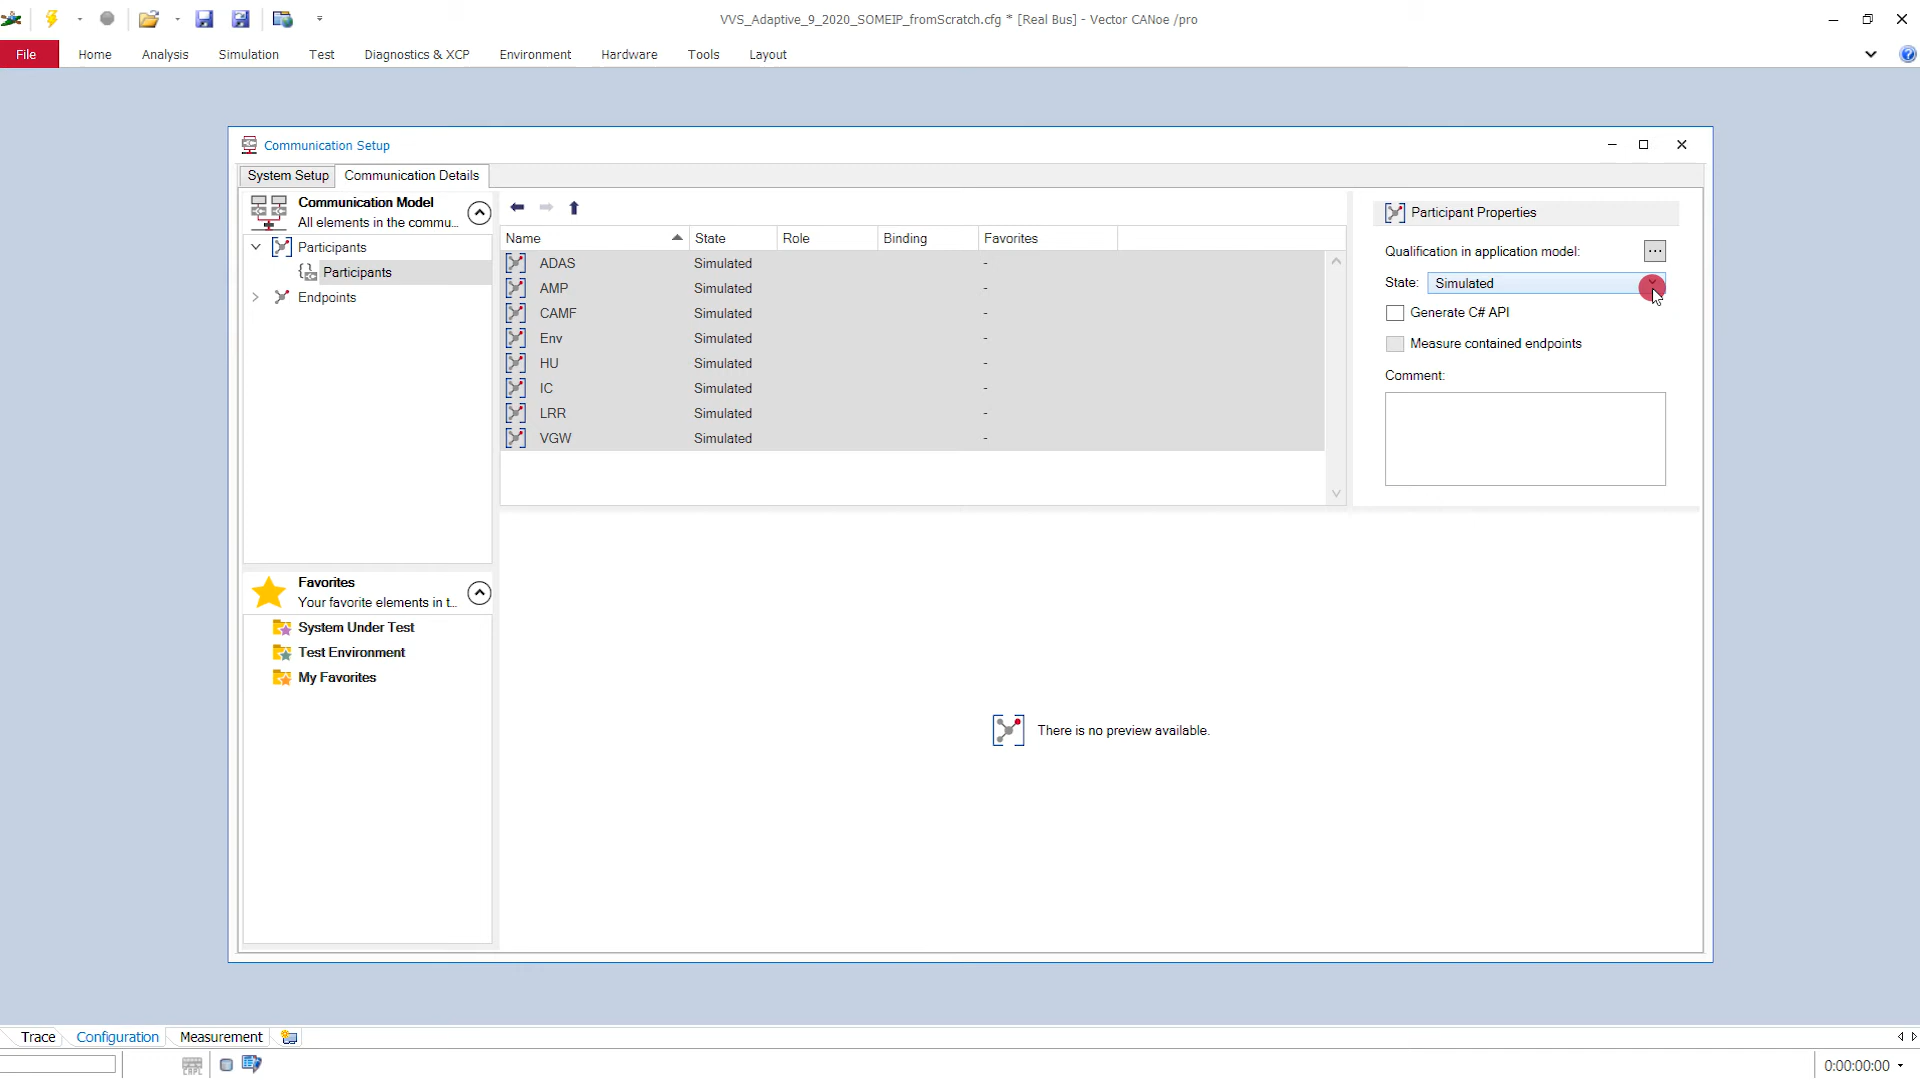 VVS_Adaptive_9_2020_SOMEIP_fromScratch.cfg * [Real Bus] - Vector CANoe /pro
File Home Analysis Simulation Test Diagnostics & XCP Environment Hardware Tools Layout
Communication Setup
System Setup Communication Details
Communication Model
All elements in the commu...
Participants
Participants
Endpoints
Name State Role Binding Favorites
ADAS Simulated -
AMP Simulated -
CAMF Simulated -
Env Simulated -
HU Simulated -
IC Simulated -
LRR Simulated -
VGW Simulated -
Participant Properties
Qualification in application model: ...
State: Simulated
Generate C# API
Measure contained endpoints
Comment:
Favorites
Your favorite elements in t...
System Under Test
Test Environment
My Favorites
There is no preview available.
Trace Configuration Measurement
CAPL
0:00:00:00